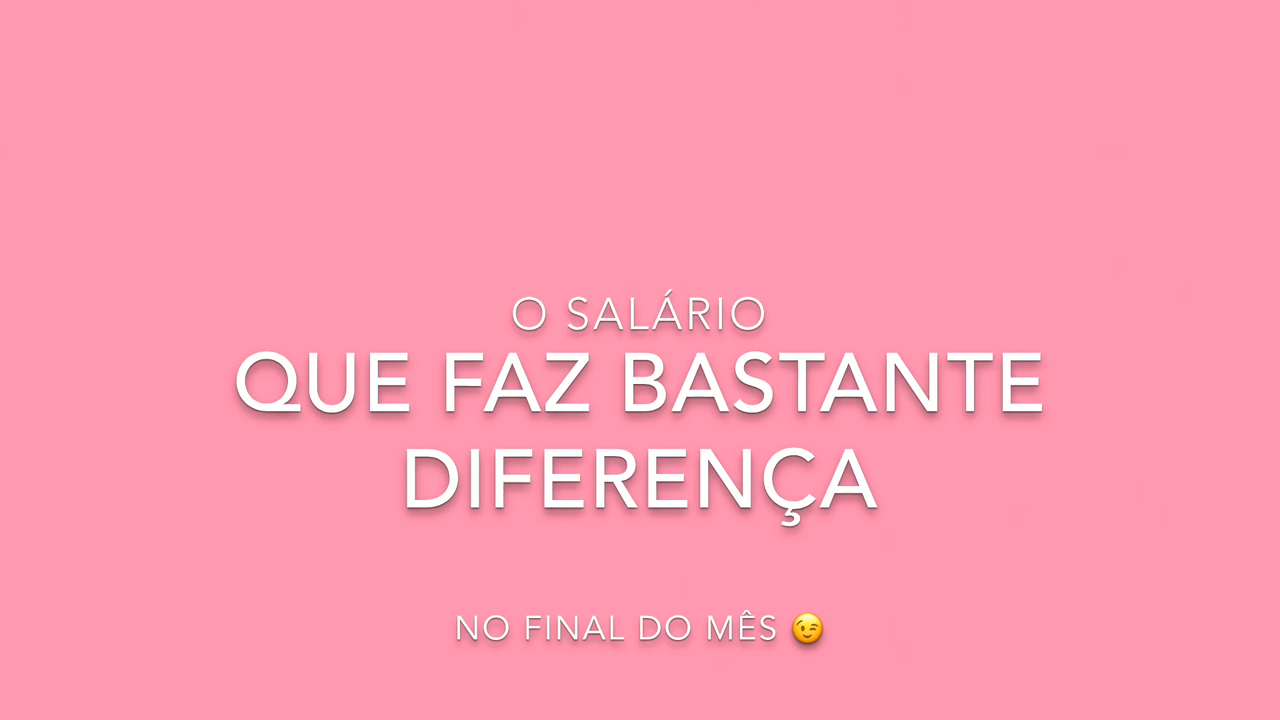 O SALÁRIO
QUE FAZ BASTANTE
DIFERENÇA
NO FINAL DO MÊS 😉